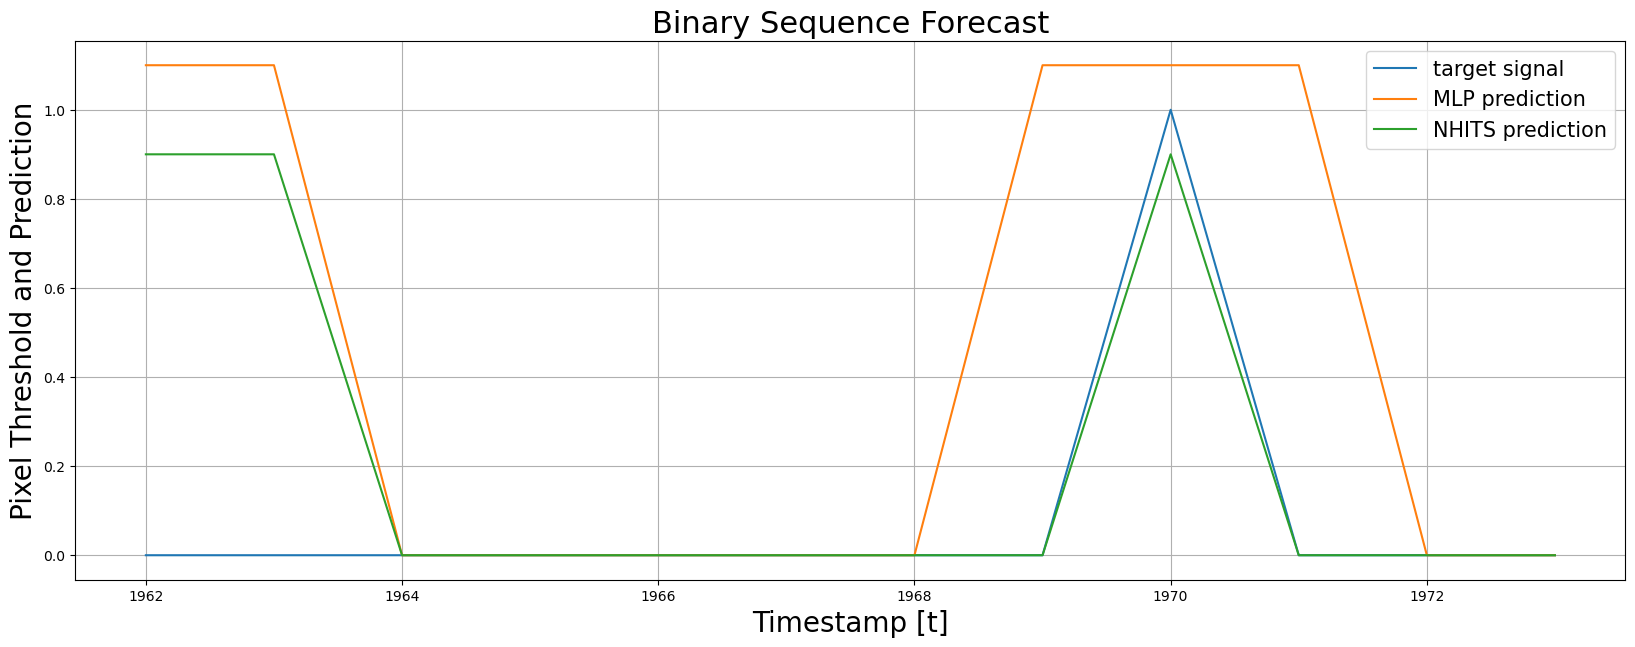 Binary Sequence Forecast
target signal
MLP prediction
NHITS prediction
Pixel Threshold and Prediction
1.0
0.8
0.6
0.4
0.2
0.0
1962 1964 1966 1968 1970 1972
Timestamp [t]